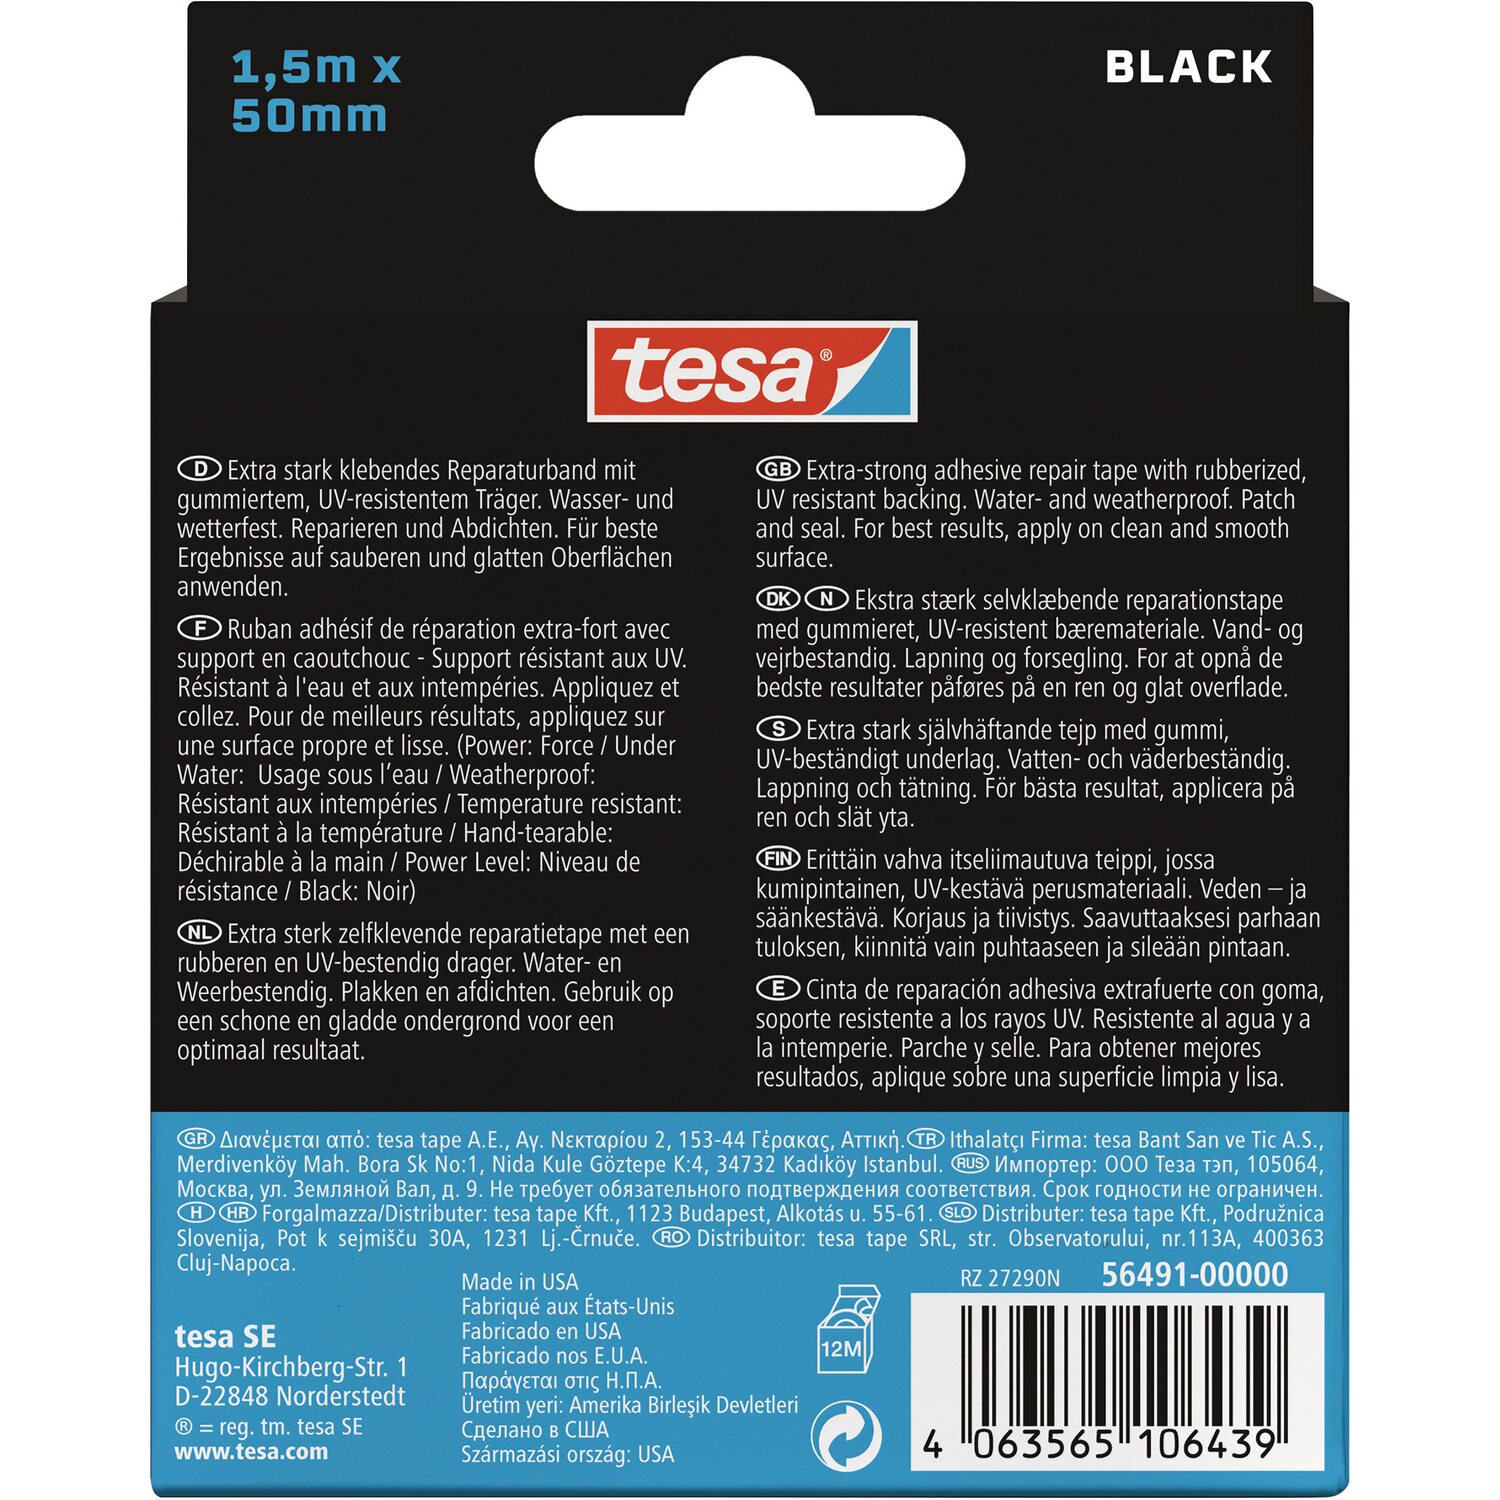 1,5m x
50mm
BLACK
tesa®
D Extra stark klebendes Reparaturband mit
gummiertem, UV-resistentem Träger. Wasser- und
wetterfest. Reparieren und Abdichten. Für beste
Ergebnisse auf sauberen und glatten Oberflächen
anwenden.
F Ruban adhésif de réparation extra-fort avec
support en caoutchouc - Support résistant aux UV.
Résistant à l'eau et aux intempéries. Appliquez et
collez. Pour de meilleurs résultats, appliquez sur
une surface propre et lisse. (Power: Force / Under
Water: Usage sous l’eau / Weatherproof:
Résistant aux intempéries / Temperature resistant:
Résistant à la température / Hand-tearable:
Déchirable à la main / Power Level: Niveau de
résistance / Black: Noir)
NL Extra sterk zelfklevende reparatietape met een
rubberen en UV-bestendig drager. Water- en
Weerbestendig. Plakken en afdichten. Gebruik op
een schone en gladde ondergrond voor een
optimaal resultaat.
GB Extra-strong adhesive repair tape with rubberized,
UV resistant backing. Water- and weatherproof. Patch
and seal. For best results, apply on clean and smooth
surface.
DK N Ekstra stærk selvklæbende reparationstape
med gummieret, UV-resistent bæremateriale. Vand- og
vejrbestandig. Lapning og forsegling. For at opnå de
bedste resultater påføres på en ren og glat overflade.
S Extra stark självhäftande tejp med gummi,
UV-beständigt underlag. Vatten- och väderbeständig.
Lappning och tätning. För bästa resultat, applicera på
ren och slät yta.
FIN Erittäin vahva itseliimautuva teippi, jossa
kumipintainen, UV-kestävä perusmateriaali. Veden – ja
säänkestävä. Korjaus ja tiivistys. Saavuttaaksesi parhaan
tuloksen, kiinnitä vain puhtaaseen ja sileään pintaan.
E Cinta de reparación adhesiva extrafuerte con goma,
soporte resistente a los rayos UV. Resistente al agua y a
la intemperie. Parche y selle. Para obtener mejores
resultados, aplique sobre una superficie limpia y lisa.
GR Διανέμεται από: tesa tape A.E., Αγ. Νεκταρίου 2, 153-44 Γέρακας, Αττική. TR Ithalatçı Firma: tesa Bant San ve Tic A.S.,
Merdivenköy Mah. Bora Sk No:1, Nida Kule Göztepe K:4, 34732 Kadıköy Istanbul. RUS Импортер: ООО Теза тэп, 105064,
Москва, ул. Земляной Вал, д. 9. Не требует обязательного подтверждения соответствия. Срок годности не ограничен.
H HR Forgalmazza/Distributer: tesa tape Kft., 1123 Budapest, Alkotás u. 55-61. SLO Distributer: tesa tape Kft., Podružnica
Slovenija, Pot k sejmišču 30A, 1231 Lj.-Črnuče. RO Distribuitor: tesa tape SRL, str. Observatorului, nr.113A, 400363
Cluj-Napoca.
tesa SE
Hugo-Kirchberg-Str. 1
D-22848 Norderstedt
® = reg. tm. tesa SE
www.tesa.com
Made in USA
Fabriqué aux États-Unis
Fabricado en USA
Fabricado nos E.U.A.
Παράγεται στις Η.Π.Α.
Üretim yeri: Amerika Birleşik Devletleri
Сделано в США
Származási ország: USA
12M
RZ 27290N
56491-00000
4 063565 106439